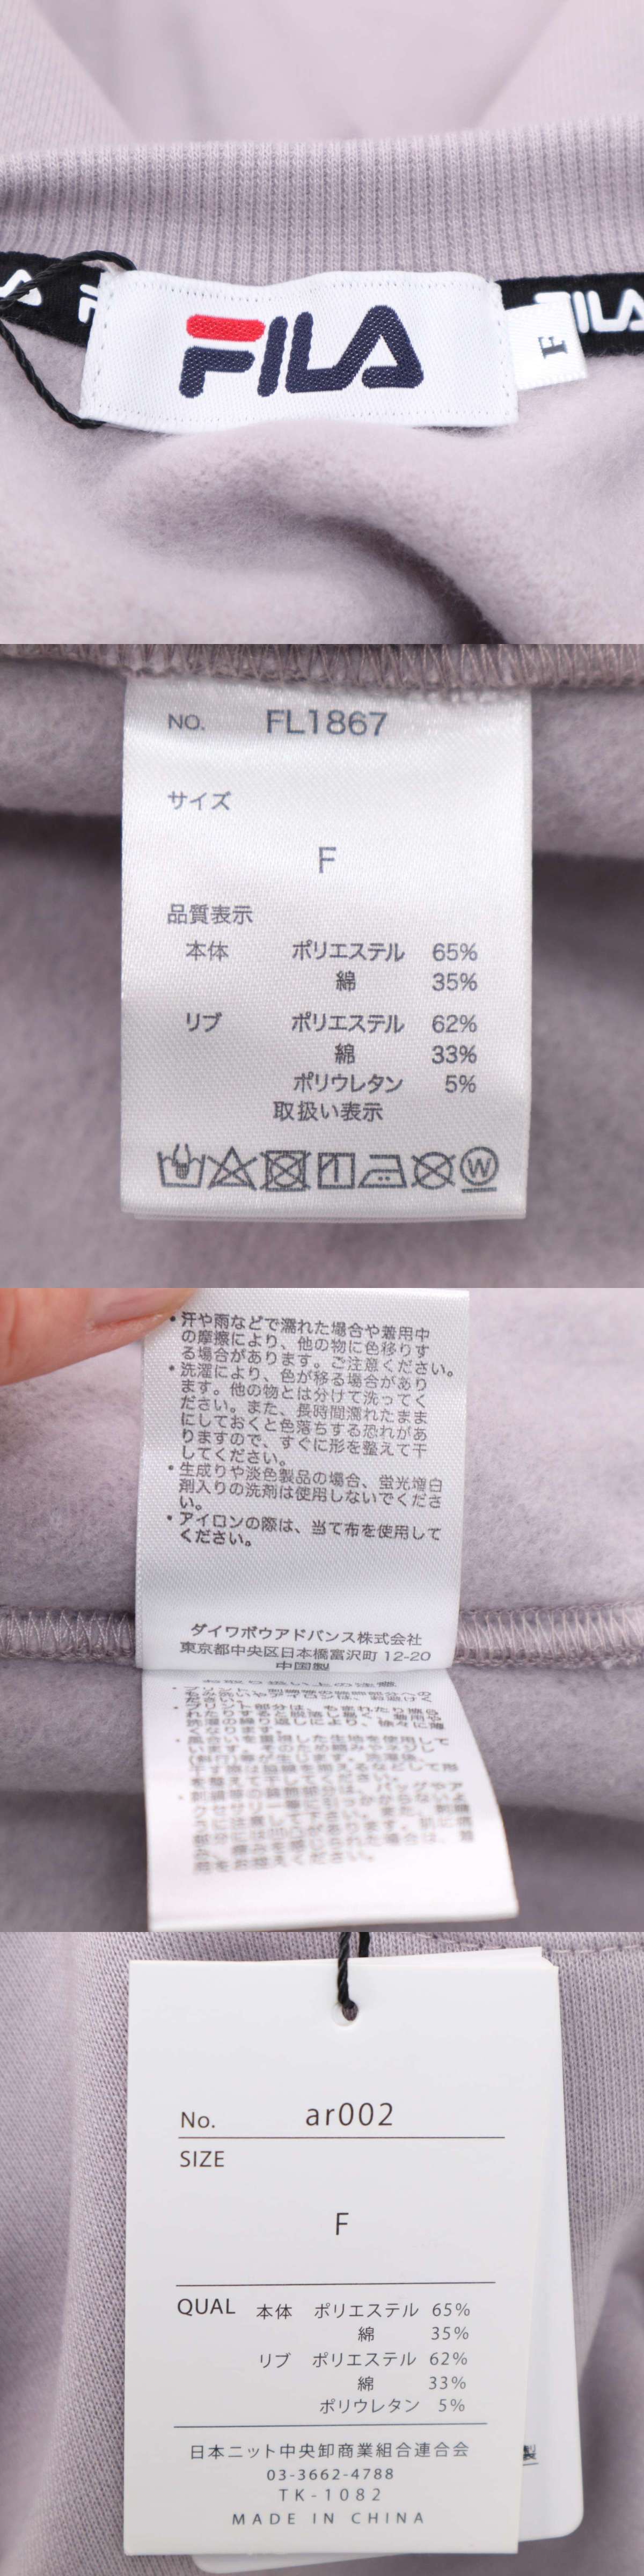 FILA
F
FILA
NO. FL1867
サイズ
F
品質表示
本体 ポリエステル 65%
綿 35%
リブ ポリエステル 62%
綿 33%
ポリウレタン 5%
取扱い表示
W
・汗や雨などで濡れた場合や着用中
の摩擦により、他の物に色移りす
る場合があります。ご注意ください。
・洗濯により、色が移る場合があり
ます。他の物とは分けて洗ってく
ださい。また、長時間濡れたまま
にしておくと色落ちする恐れがあ
りますので、すぐに形を整えて干
してください。
・生成りや淡色製品の場合、蛍光増白
剤入りの洗剤は使用しないでくださ
い。
・アイロンの際は、当て布を使用して
ください。
ダイワボウアドバンス株式会社
東京都中央区日本橋富沢町 12-20
中国製
No. ar002
SIZE
F
QUAL 本体 ポリエステル 65%
綿 35%
リブ ポリエステル 62%
綿 33%
ポリウレタン 5%
日本ニット中央卸商業組合連合会
03-3662-4788
TK-1082
MADE IN CHINA
製